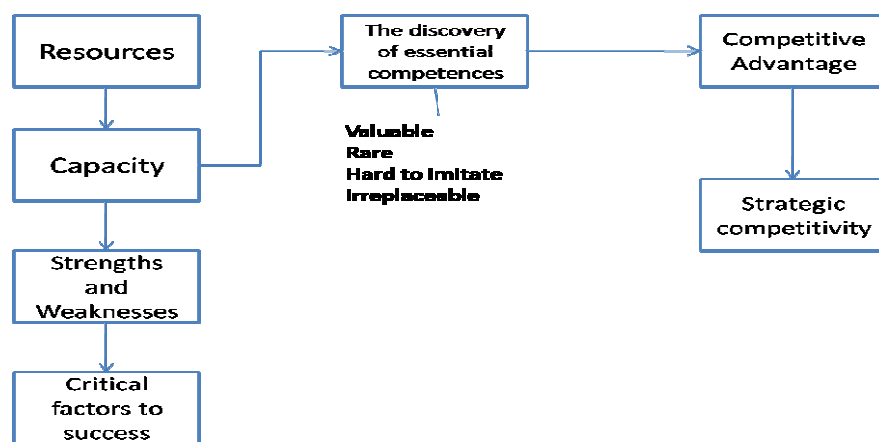 Resources
Capacity
Strengths
and
Weaknesses
Critical
factors to
success
The discovery
of essential
competences
Valuable
Rare
Hard to Imitate
Irreplaceable
Competitive
Advantage
Strategic
competitivity